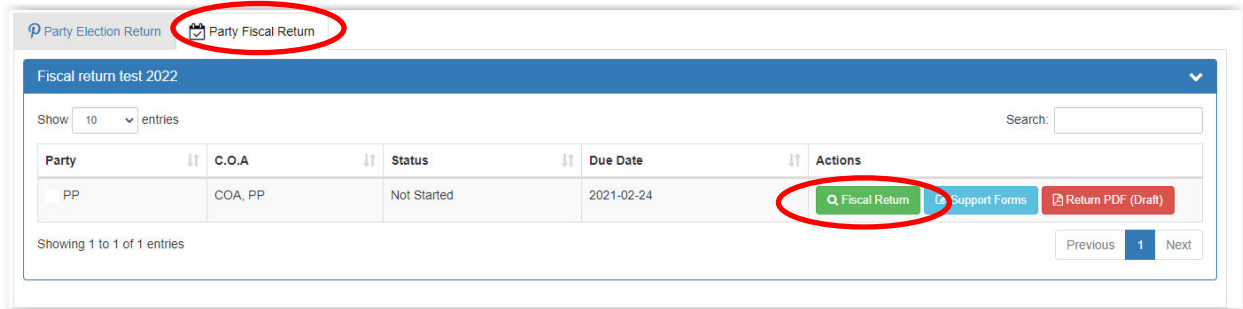 Party Election Return Party Fiscal Return
Fiscal return test 2022
Show 10 entries Search:
Party C.O.A Status Due Date Actions
PP COA, PP Not Started 2021-02-24 Fiscal Return Support Forms Return PDF (Draft)
Showing 1 to 1 of 1 entries Previous 1 Next